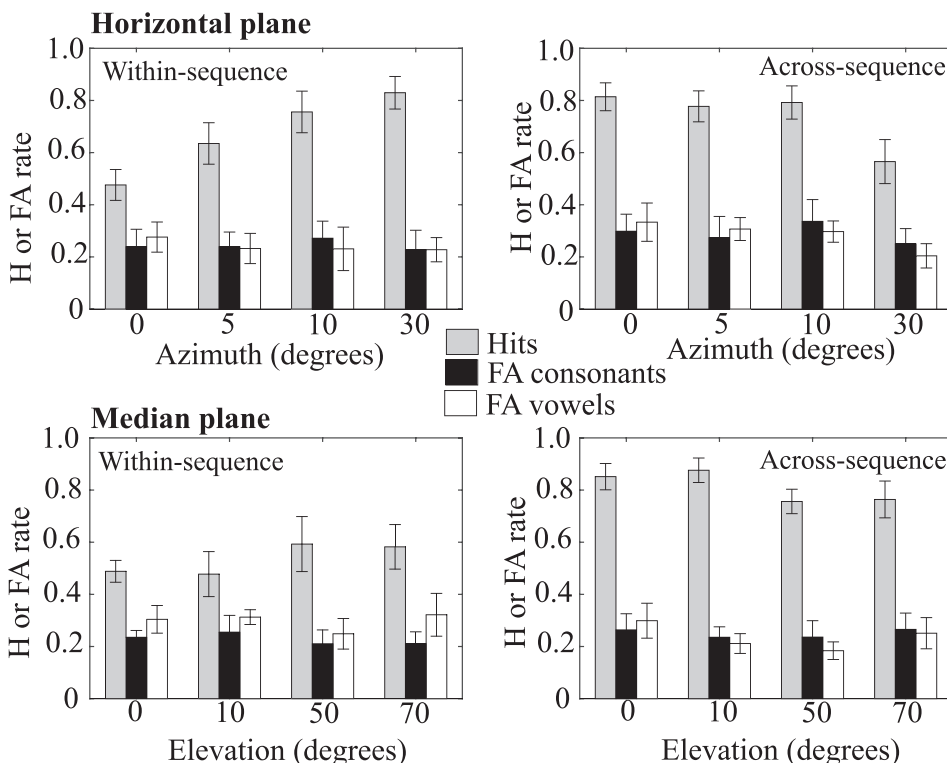 Horizontal plane
Within-sequence
H or FA rate
1.0
0.8
0.6
0.4
0.2
0
0 5 10 30
Azimuth (degrees)
Across-sequence
H or FA rate
1.0
0.8
0.6
0.4
0.2
0
0 5 10 30
Azimuth (degrees)
Hits
FA consonants
FA vowels
Median plane
Within-sequence
H or FA rate
1.0
0.8
0.6
0.4
0.2
0
0 10 50 70
Elevation (degrees)
Across-sequence
H or FA rate
1.0
0.8
0.6
0.4
0.2
0
0 10 50 70
Elevation (degrees)